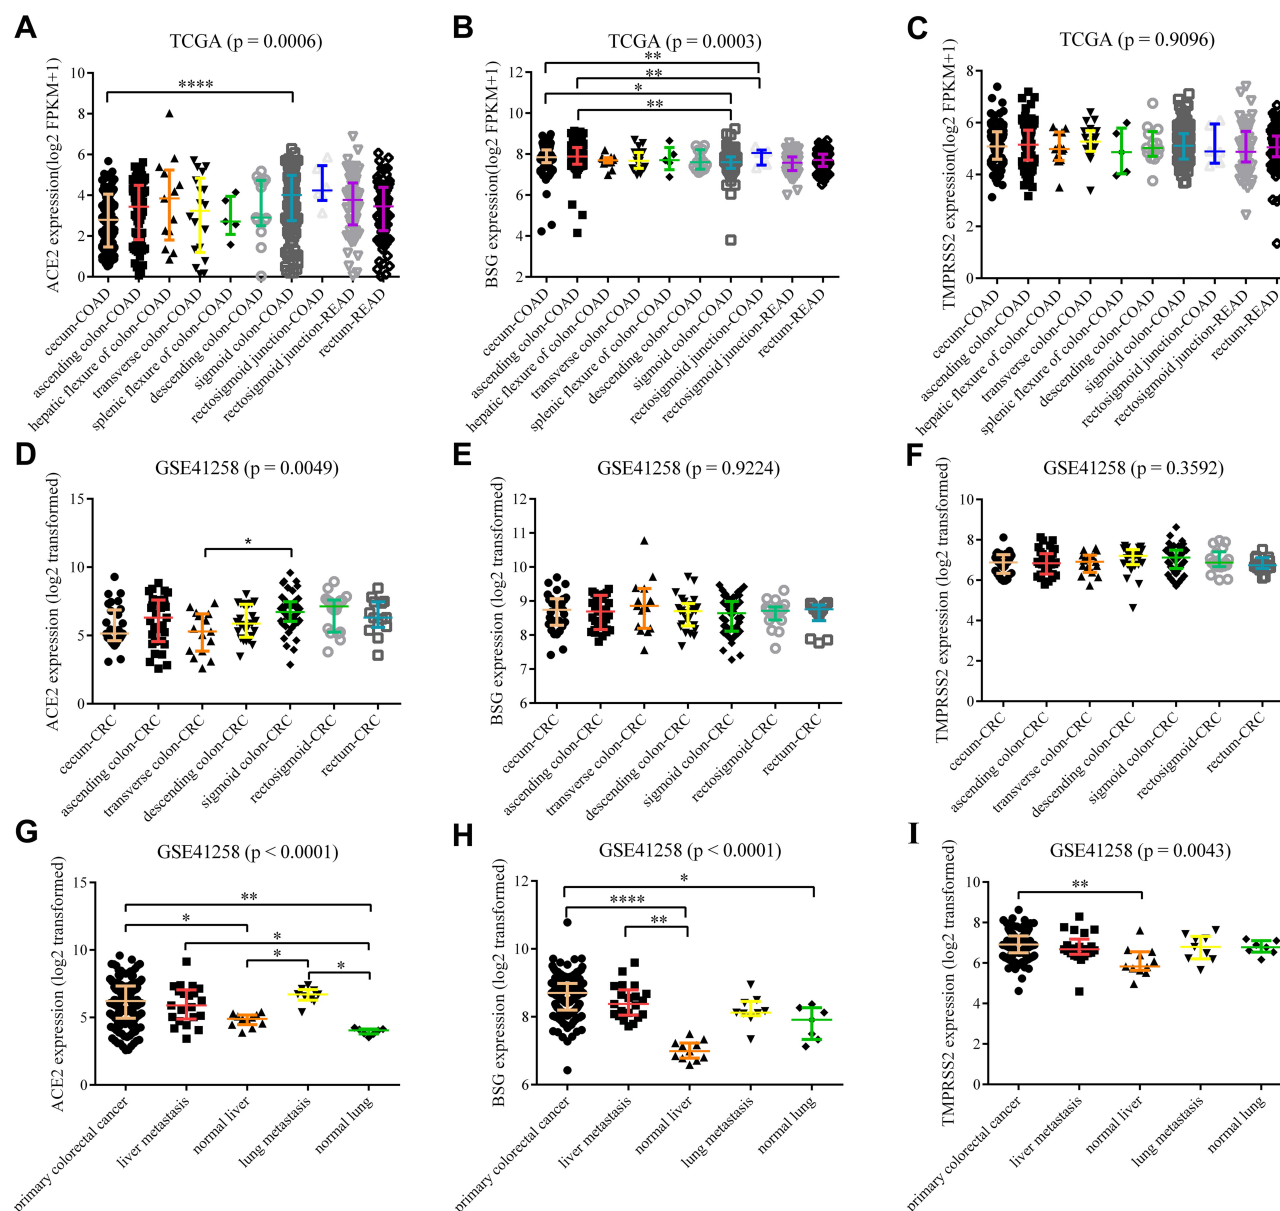 A
TCGA (p = 0.0006)
ACE2 expression(log2 FPKM+1)
10
8
6
4
2
0
****
cecum-COAD
ascending colon-COAD
hepatic flexure of colon-COAD
transverse colon-COAD
splenic flexure of colon-COAD
descending colon-COAD
sigmoid colon-COAD
rectosigmoid junction-COAD
rectosigmoid junction-READ
rectum-READ
B
TCGA (p = 0.0003)
BSG expression(log2 FPKM+1)
12
10
8
6
4
2
**
**
*
**
cecum-COAD
ascending colon-COAD
hepatic flexure of colon-COAD
transverse colon-COAD
splenic flexure of colon-COAD
descending colon-COAD
sigmoid colon-COAD
rectosigmoid junction-COAD
rectosigmoid junction-READ
rectum-READ
C
TCGA (p = 0.9096)
TMPRSS2 expression(log2 FPKM+1)
8
6
4
2
0
cecum-COAD
ascending colon-COAD
hepatic flexure of colon-COAD
transverse colon-COAD
splenic flexure of colon-COAD
descending colon-COAD
sigmoid colon-COAD
rectosigmoid junction-COAD
rectosigmoid junction-READ
rectum-READ
D
GSE41258 (p = 0.0049)
ACE2 expression (log2 transformed)
15
10
5
0
*
cecum-CRC
ascending colon-CRC
transverse colon-CRC
descending colon-CRC
sigmoid colon-CRC
rectosigmoid-CRC
rectum-CRC
E
GSE41258 (p = 0.9224)
BSG expression (log2 transformed)
12
11
10
9
8
7
6
cecum-CRC
ascending colon-CRC
transverse colon-CRC
descending colon-CRC
sigmoid colon-CRC
rectosigmoid-CRC
rectum-CRC
F
GSE41258 (p = 0.3592)
TMPRSS2 expression (log2 transformed)
10
8
6
4
2
0
cecum-CRC
ascending colon-CRC
transverse colon-CRC
descending colon-CRC
sigmoid colon-CRC
rectosigmoid-CRC
rectum-CRC
G
GSE41258 (p < 0.0001)
ACE2 expression (log2 transformed)
15
10
5
0
**
*
*
*
*
primary colorectal cancer
liver metastasis
normal liver
lung metastasis
normal lung
H
GSE41258 (p < 0.0001)
BSG expression (log2 transformed)
12
10
8
6
*
****
**
primary colorectal cancer
liver metastasis
normal liver
lung metastasis
normal lung
I
GSE41258 (p = 0.0043)
TMPRSS2 expression (log2 transformed)
10
8
6
4
2
0
**
primary colorectal cancer
liver metastasis
normal liver
lung metastasis
normal lung